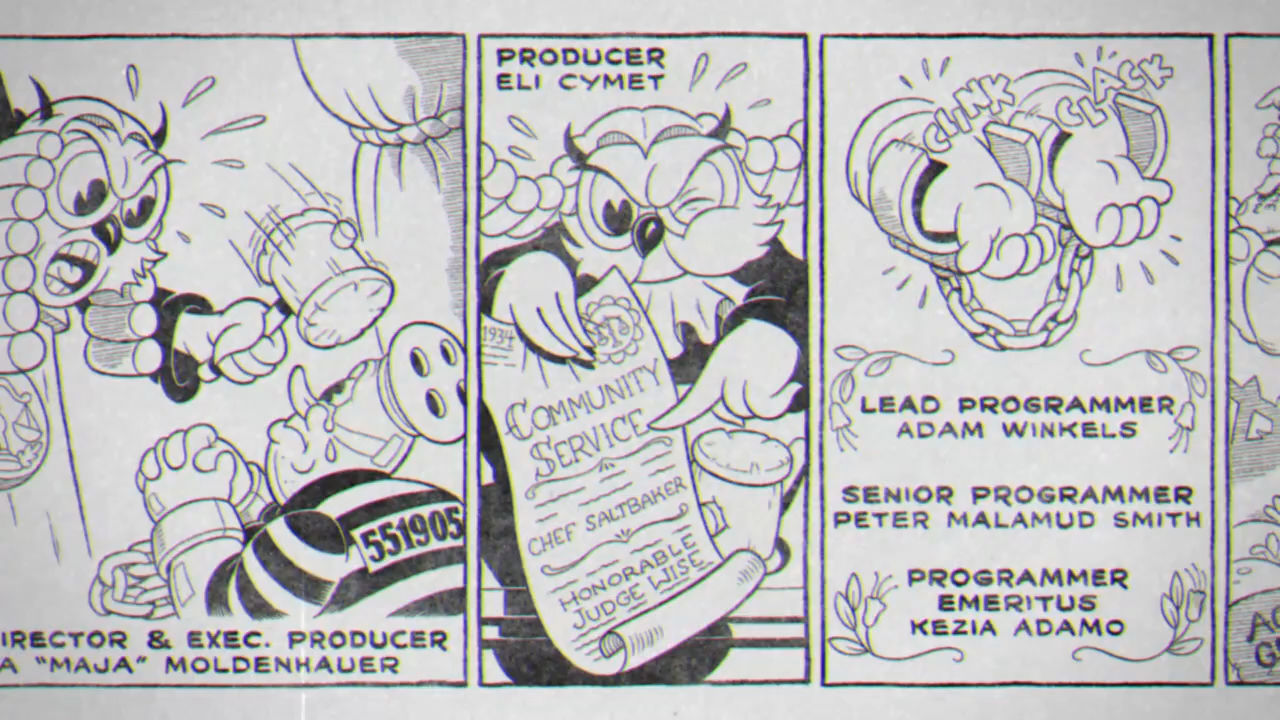 551905
IRECTOR & EXEC. PRODUCER
A "MAJA" MOLDENHAUER
PRODUCER
ELI CYMET
1934
COMMUNITY
SERVICE
CHEF SALTBAKER
HONORABLE
JUDGE WISE
CLINK
CLACK
LEAD PROGRAMMER
ADAM WINKELS
SENIOR PROGRAMMER
PETER MALAMUD SMITH
PROGRAMMER
EMERITUS
KEZIA ADAMO